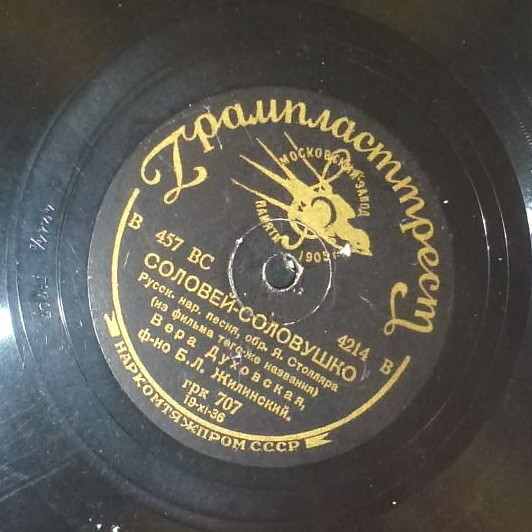 Грампласттрест
МОСКОВСКИЙ-ЗАВОД
ПАМЯТИ 1905 г.
В 457 ВС
4214 В
СОЛОВЕЙ-СОЛОВУШКО
Русск. нар. песня, обр. Я. Столляра
(из фильма того-же названия)
Вера Духовская,
ф-но Б.Л. Жилинский.
грк 707
19-XI-36
НАРКОМТЯЖПРОМ СССР